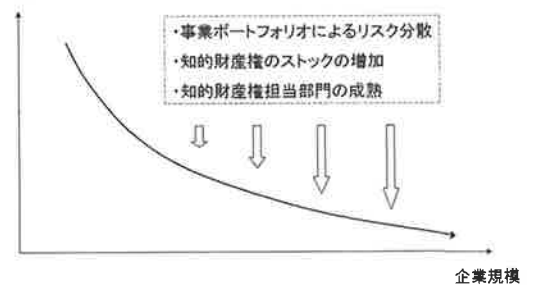 ・事業ポートフォリオによるリスク分散
・知的財産権のストックの増加
・知的財産権担当部門の成熟
企業規模